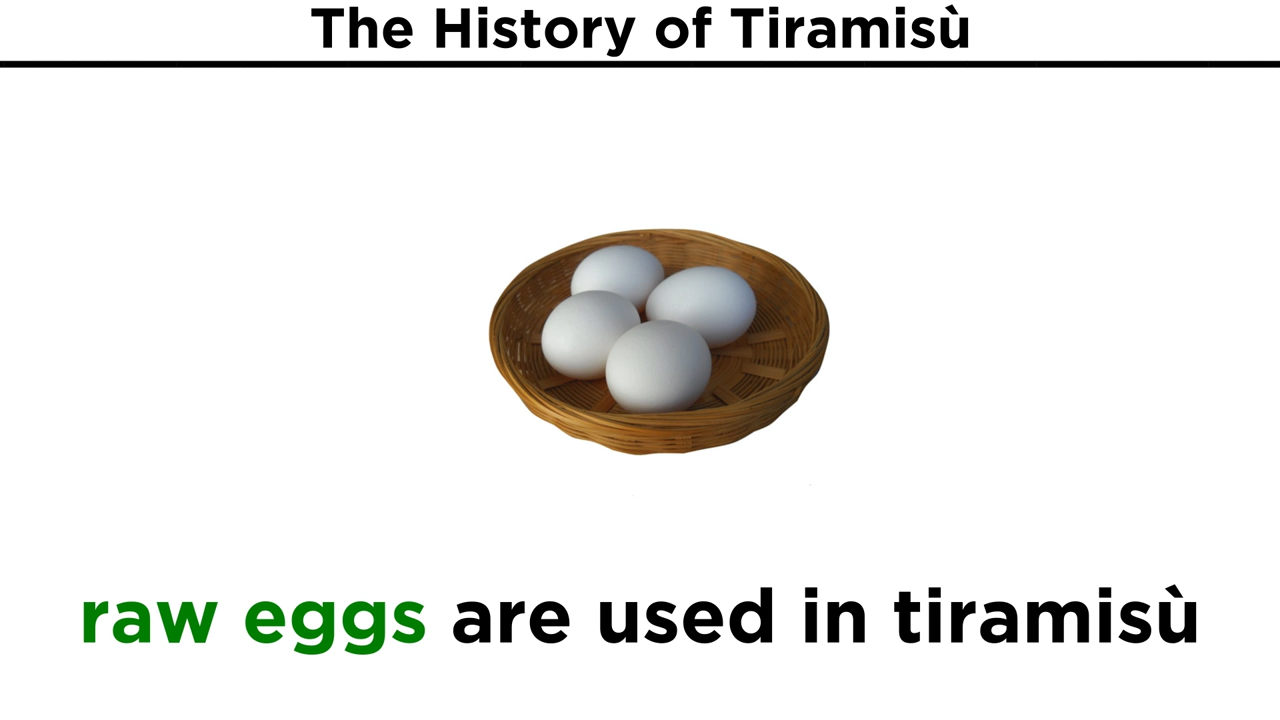 The History of Tiramisù
raw eggs are used in tiramisù